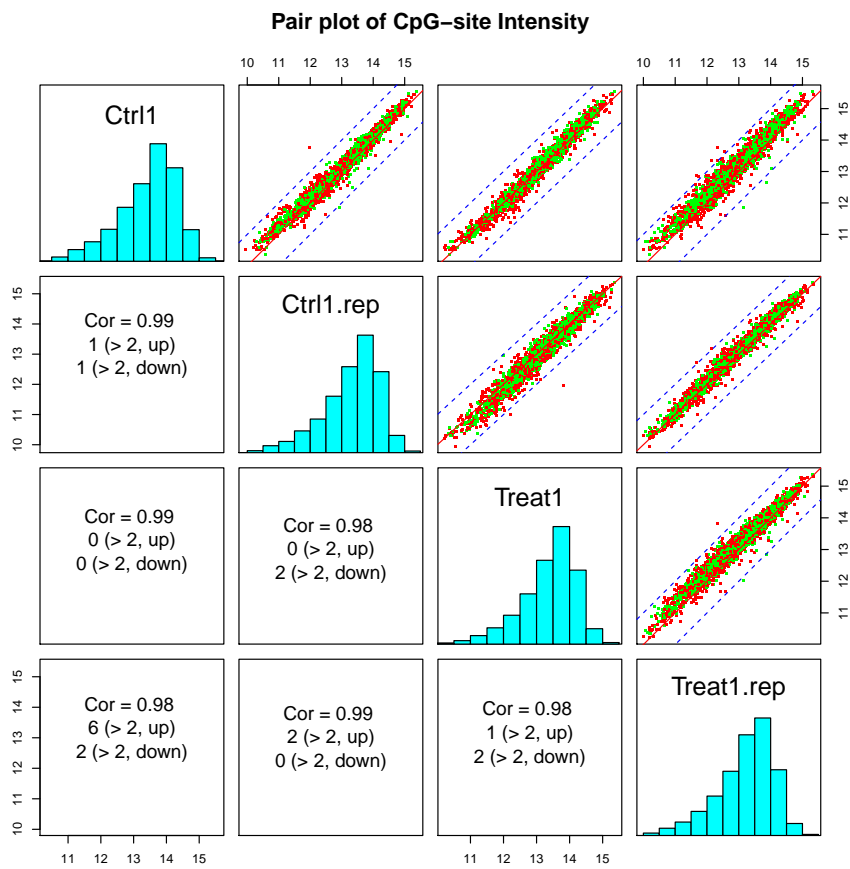 Pair plot of CpG−site Intensity
10 11 12 13 14 15
10 11 12 13 14 15
Ctrl1
11 12 13 14 15
10 11 12 13 14 15
Cor = 0.99
1 (> 2, up)
1 (> 2, down)
Ctrl1.rep
Cor = 0.99
0 (> 2, up)
0 (> 2, down)
Cor = 0.98
0 (> 2, up)
2 (> 2, down)
Treat1
11 12 13 14 15
10 11 12 13 14 15
Cor = 0.98
6 (> 2, up)
2 (> 2, down)
Cor = 0.99
2 (> 2, up)
0 (> 2, down)
Cor = 0.98
1 (> 2, up)
2 (> 2, down)
Treat1.rep
11 12 13 14 15
11 12 13 14 15